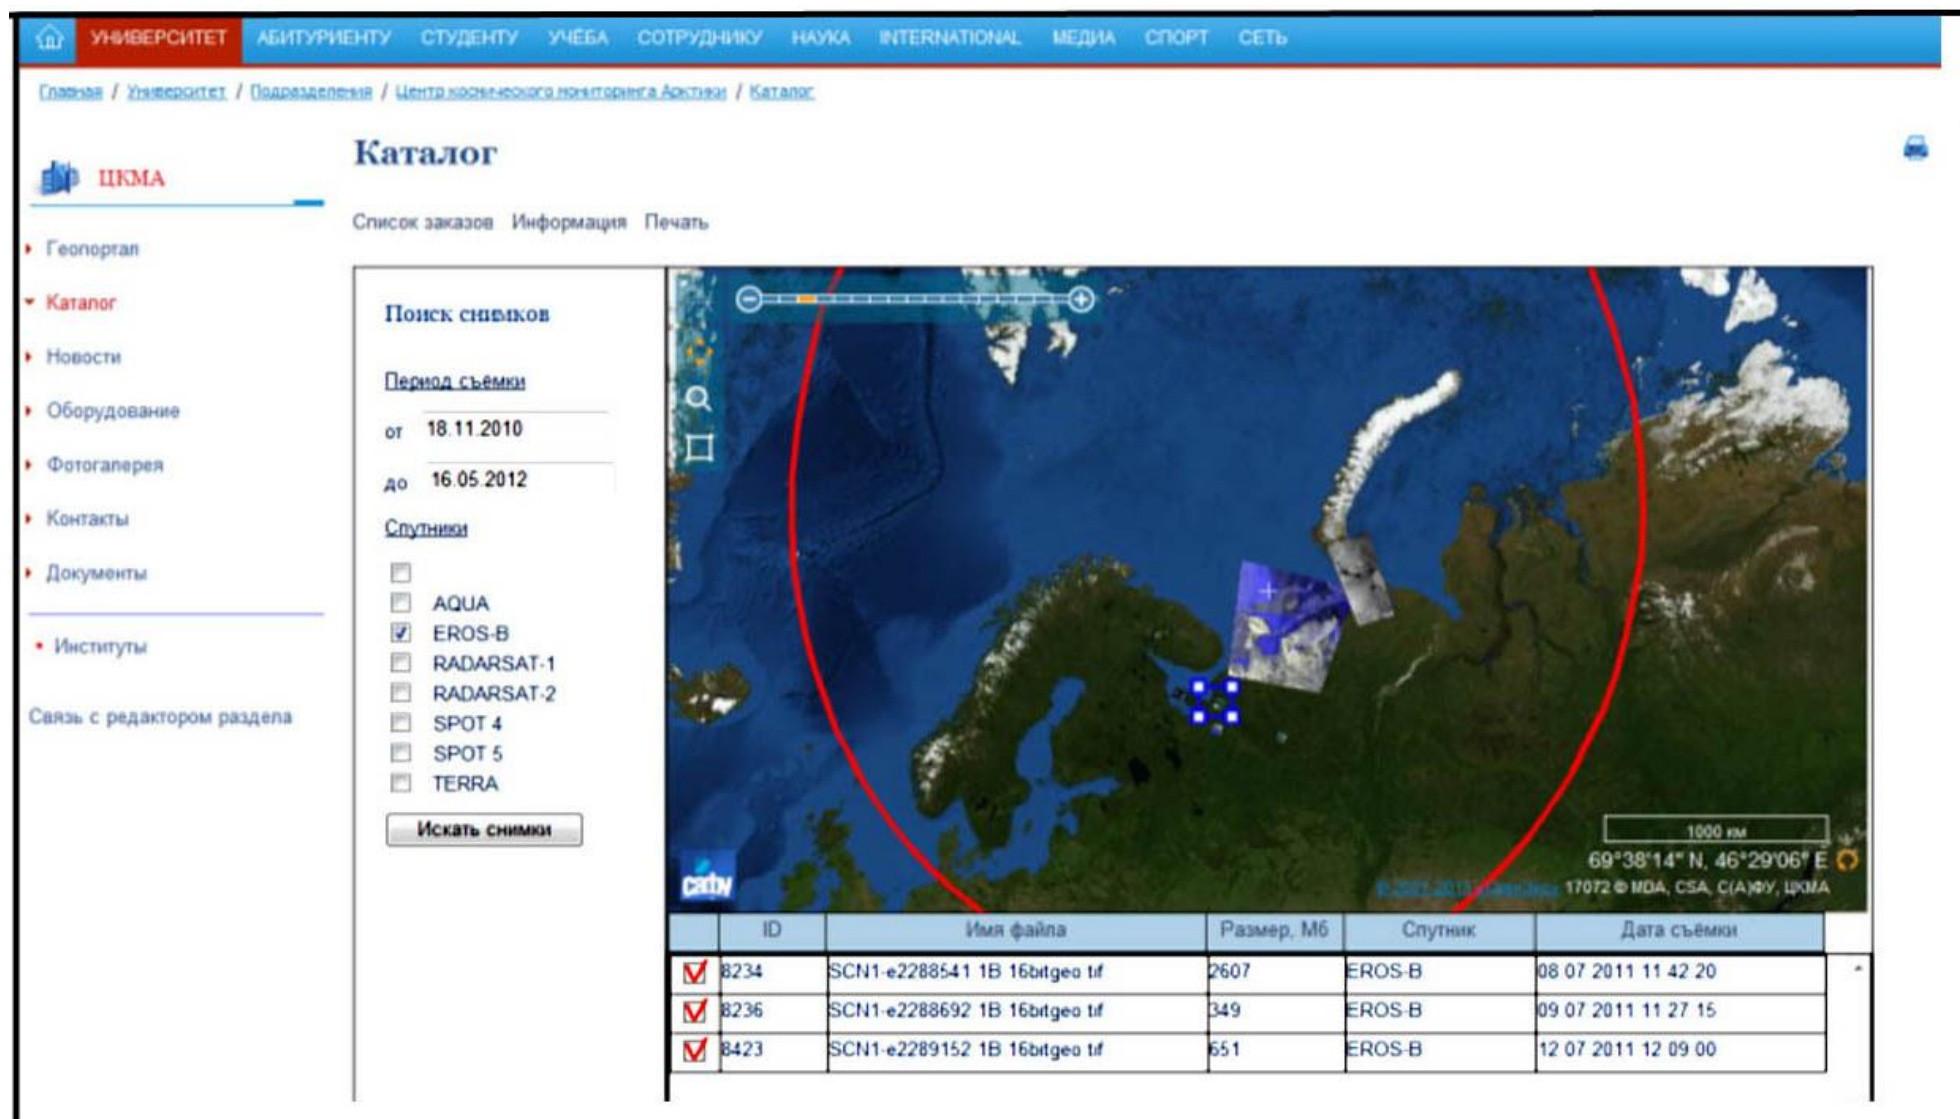 УНИВЕРСИТЕТ АБИТУРИЕНТУ СТУДЕНТУ УЧЁБА СОТРУДНИКУ НАУКА INTERNATIONAL МЕДИА СПОРТ СЕТЬ
Главная / Университет / Подразделения / Центр космического мониторинга Арктики / Каталог
ЦКМА
Геопортал
Каталог
Новости
Оборудование
Фотогалерея
Контакты
Документы
Институты
Связь с редактором раздела
Каталог
Список заказов Информация Печать
Поиск снимков
Период съёмки
от 18.11.2010
до 16.05.2012
Спутники
AQUA
EROS-B
RADARSAT-1
RADARSAT-2
SPOT 4
SPOT 5
TERRA
Искать снимки
1000 км
69°38'14" N, 46°29'06" E
17072 © MDA, CSA, С(А)ФУ, ЦКМА
ID Имя файла Размер, Мб Спутник Дата съёмки
8234 SCN1-e2288541 1B 16bitgeo tif 2607 EROS-B 08 07 2011 11 42 20
8236 SCN1-e2288692 1B 16bitgeo tif 349 EROS-B 09 07 2011 11 27 15
8423 SCN1-e2289152 1B 16bitgeo tif 651 EROS-B 12 07 2011 12 09 00